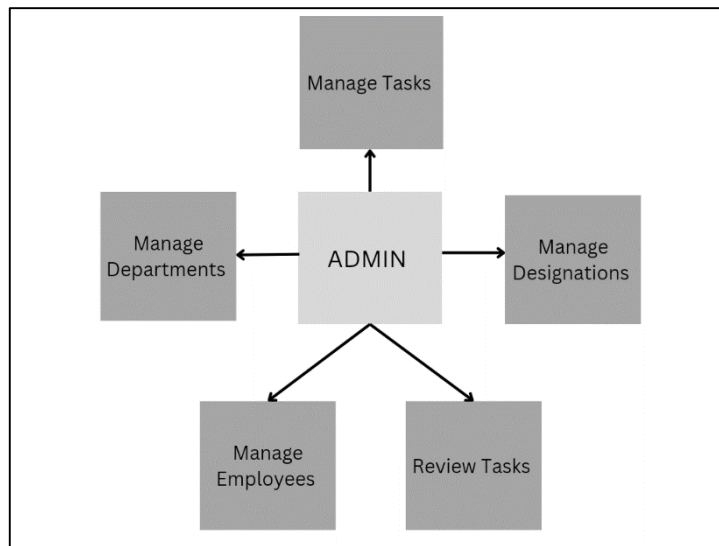 Manage Tasks
Manage
Departments
ADMIN
Manage
Designations
Manage
Employees
Review Tasks